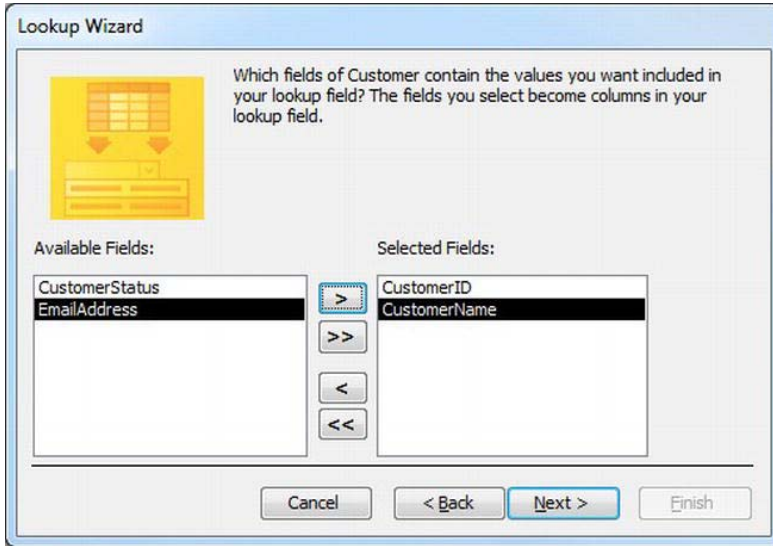 Lookup Wizard
Which fields of Customer contain the values you want included in
your lookup field? The fields you select become columns in your
lookup field.
Available Fields:
Selected Fields:
CustomerStatus
EmailAddress
>
>>
<
<<
CustomerID
CustomerName
Cancel
< Back
Next >
Finish